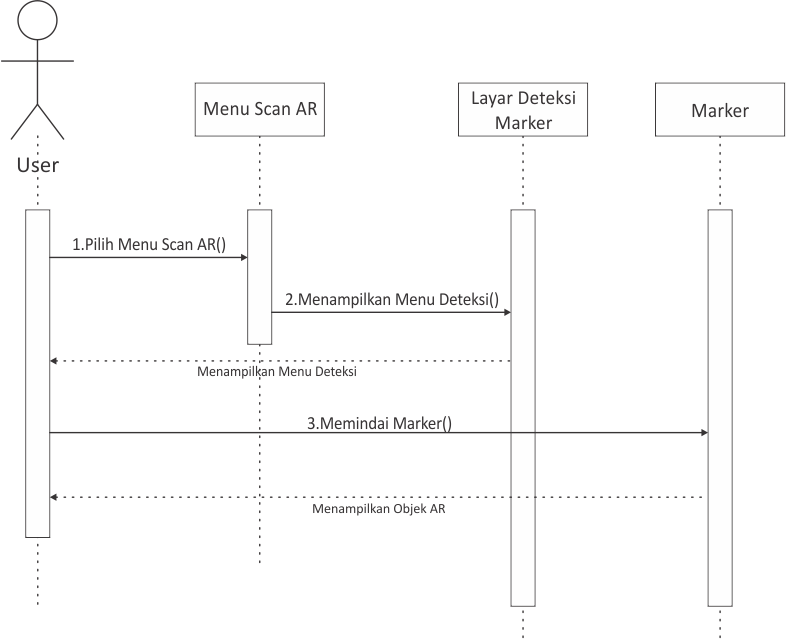 User
Menu Scan AR
Layar Deteksi
Marker
Marker
1.Pilih Menu Scan AR()
2.Menampilkan Menu Deteksi()
Menampilkan Menu Deteksi
3.Memindai Marker()
Menampilkan Objek AR